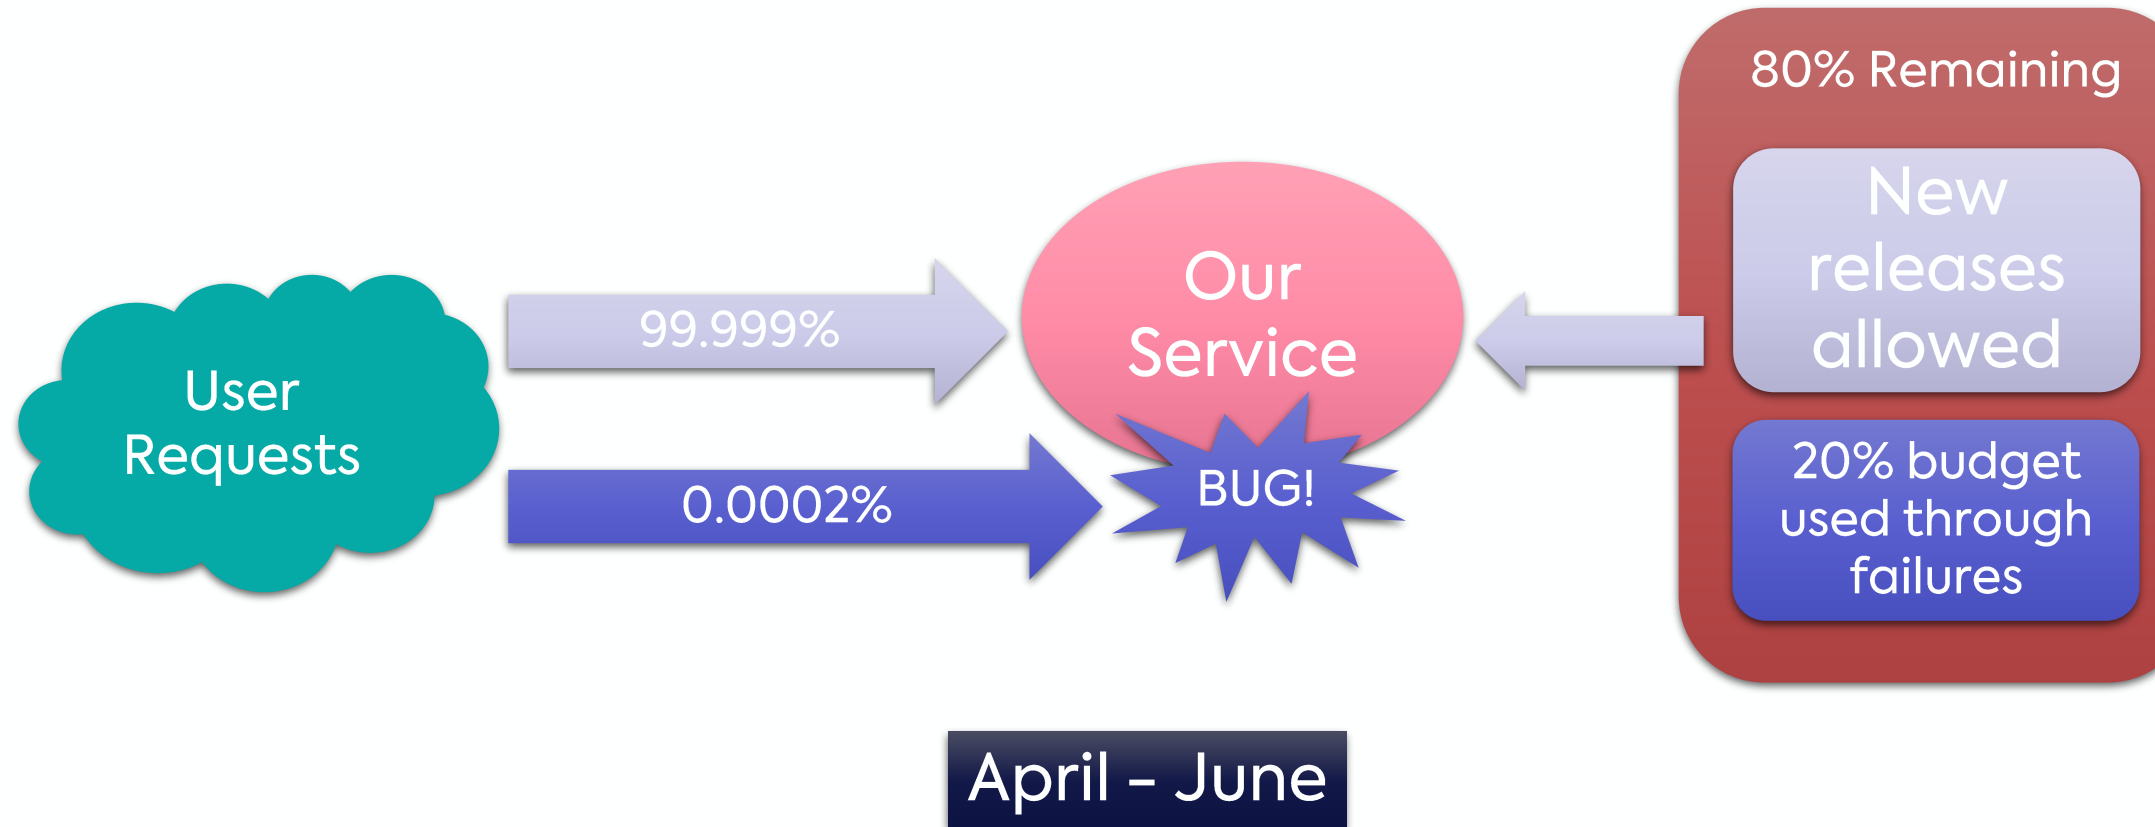 User
Requests
99.999%
0.0002%
Our
Service
BUG!
80% Remaining
New
releases
allowed
20% budget
used through
failures
April – June